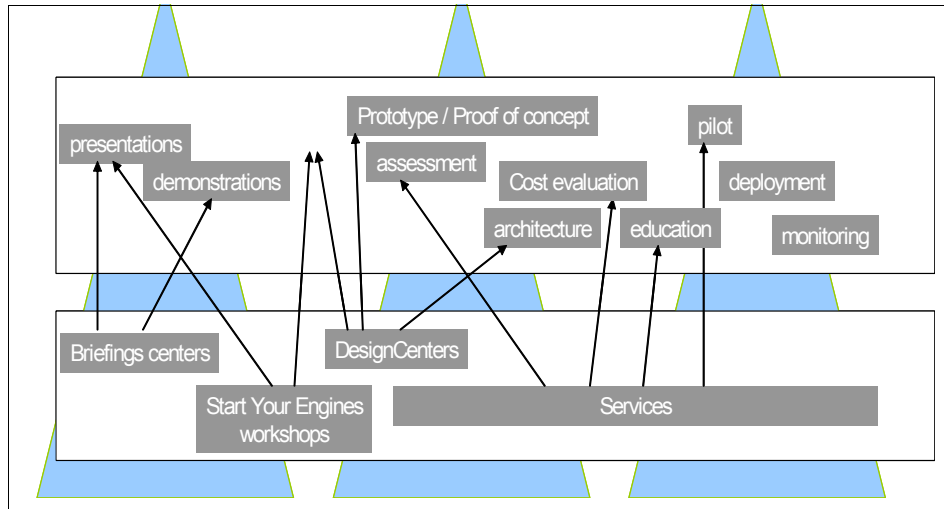 Prototype / Proof of concept
pilot
presentations
assessment
demonstrations
Cost evaluation
deployment
architecture
education
monitoring
Briefings centers
DesignCenters
Start Your Engines
workshops
Services